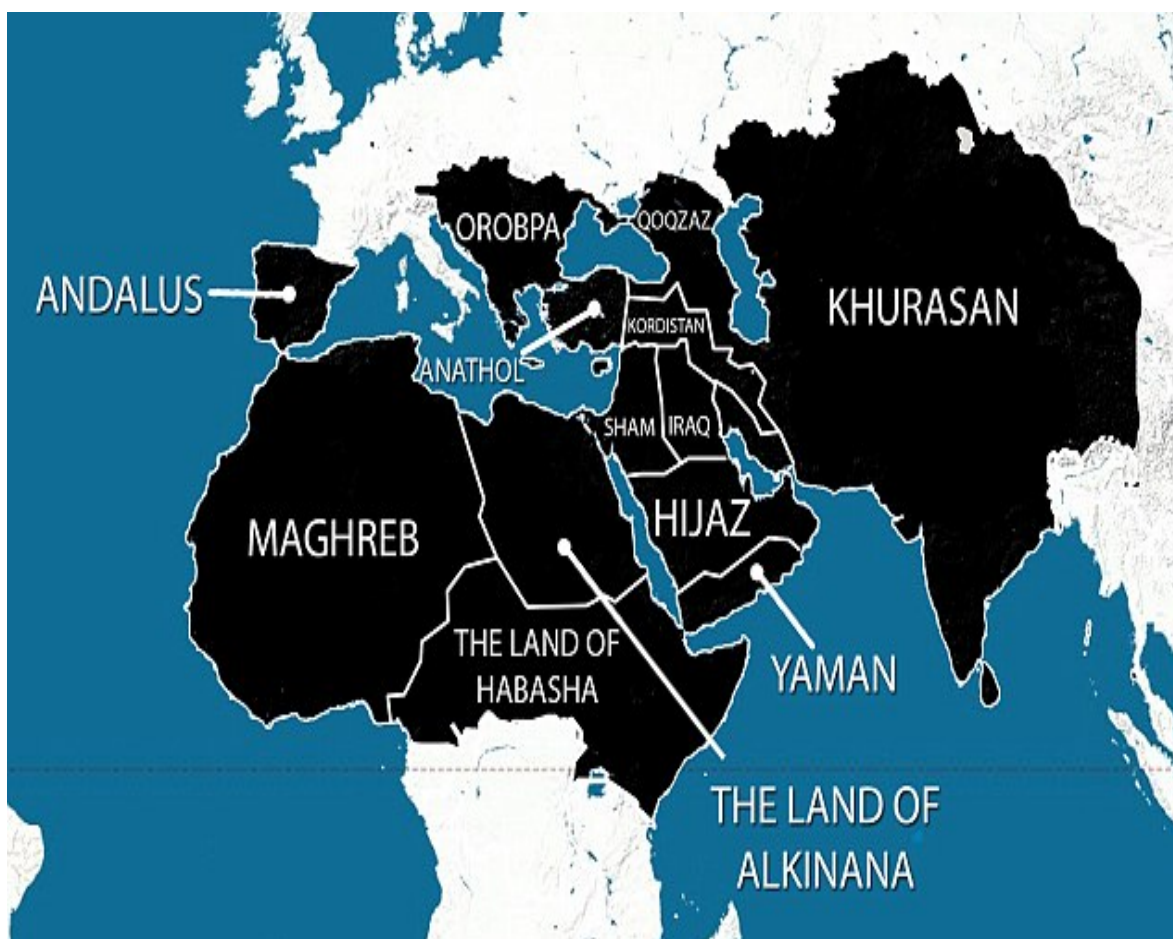 OROBPA
QOQZAZ
ANDALUS
KHURASAN
KORDISTAN
ANATHOL
SHAM
IRAQ
HIJAZ
MAGHREB
THE LAND OF
HABASHA
YAMAN
THE LAND OF
ALKINANA